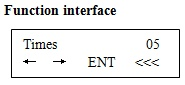 Function interface
Times 05
← → ENT <<<